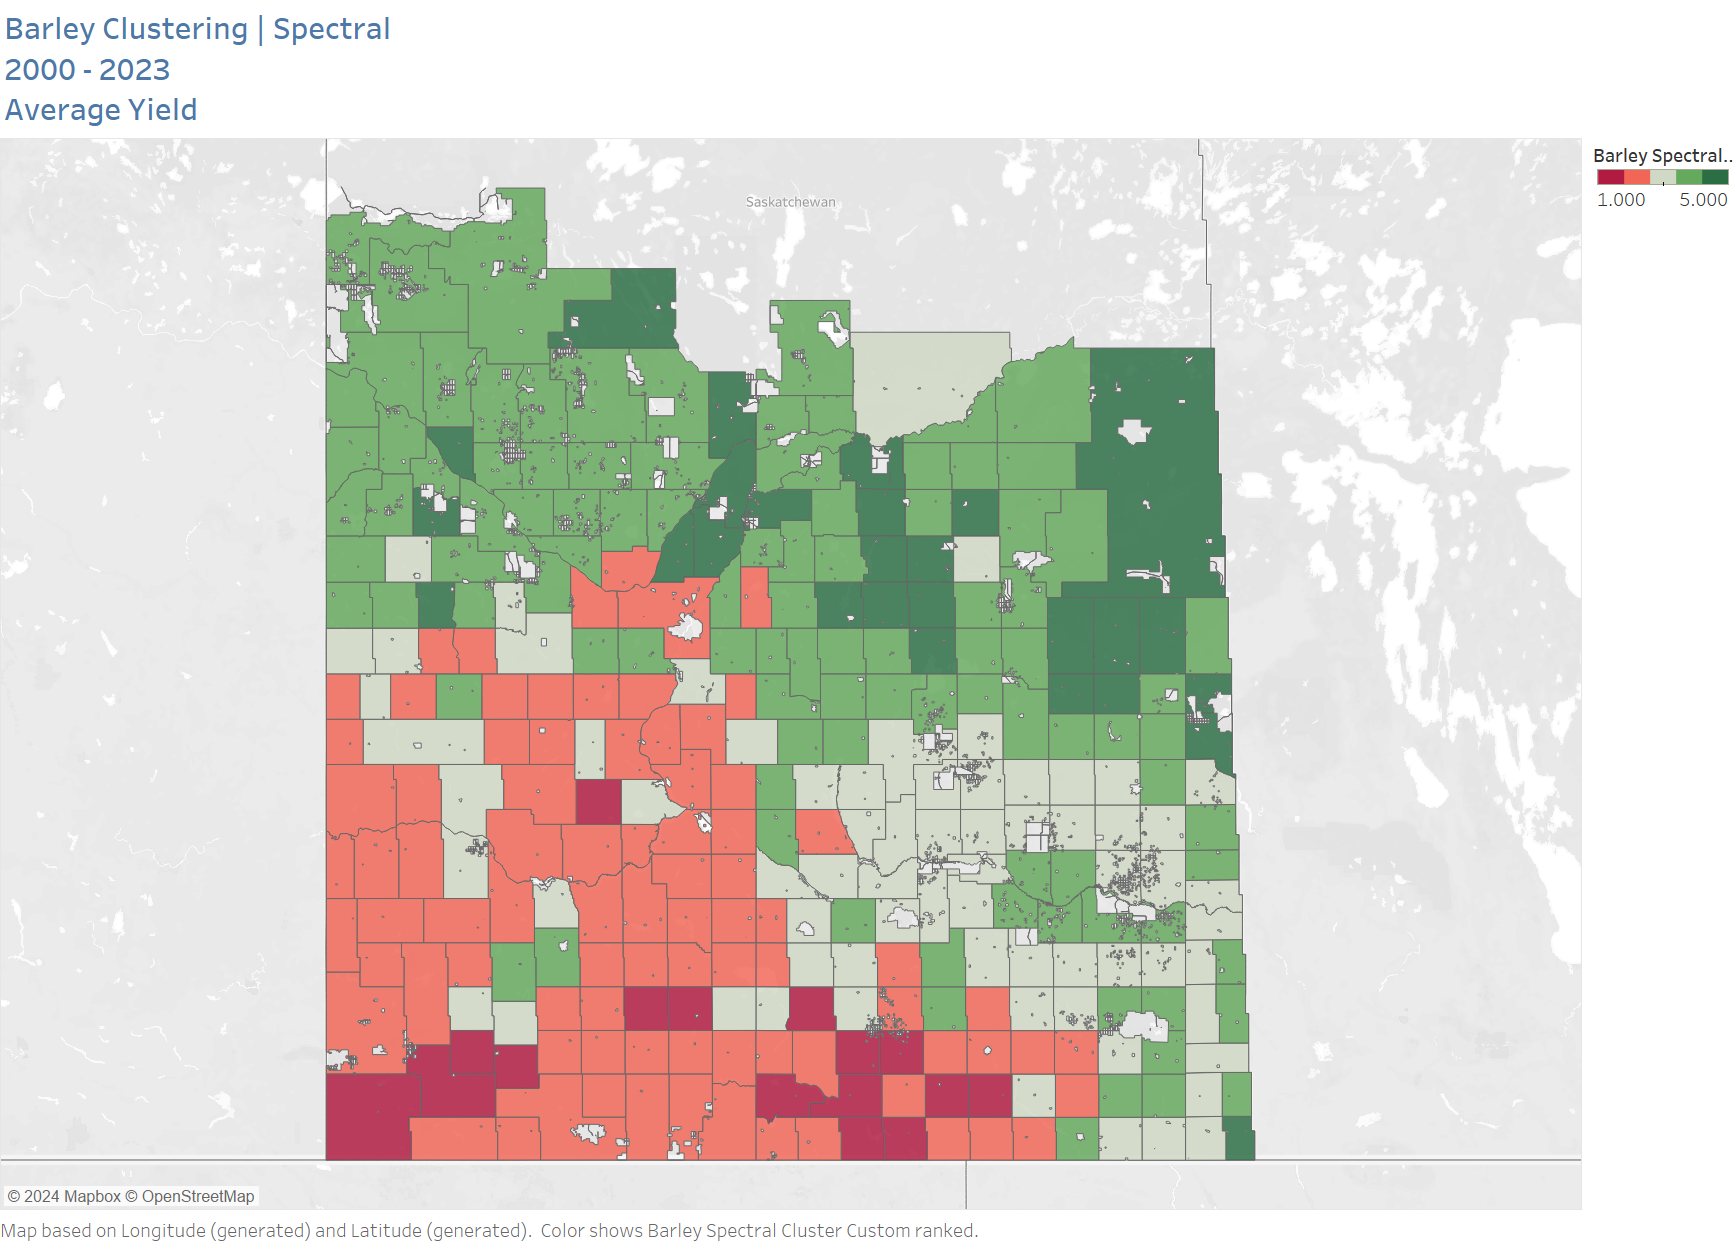 Barley Clustering | Spectral
2000 - 2023
Average Yield
Barley Spectral..
1.000 5.000
Saskatchewan
© 2024 Mapbox © OpenStreetMap
Map based on Longitude (generated) and Latitude (generated). Color shows Barley Spectral Cluster Custom ranked.